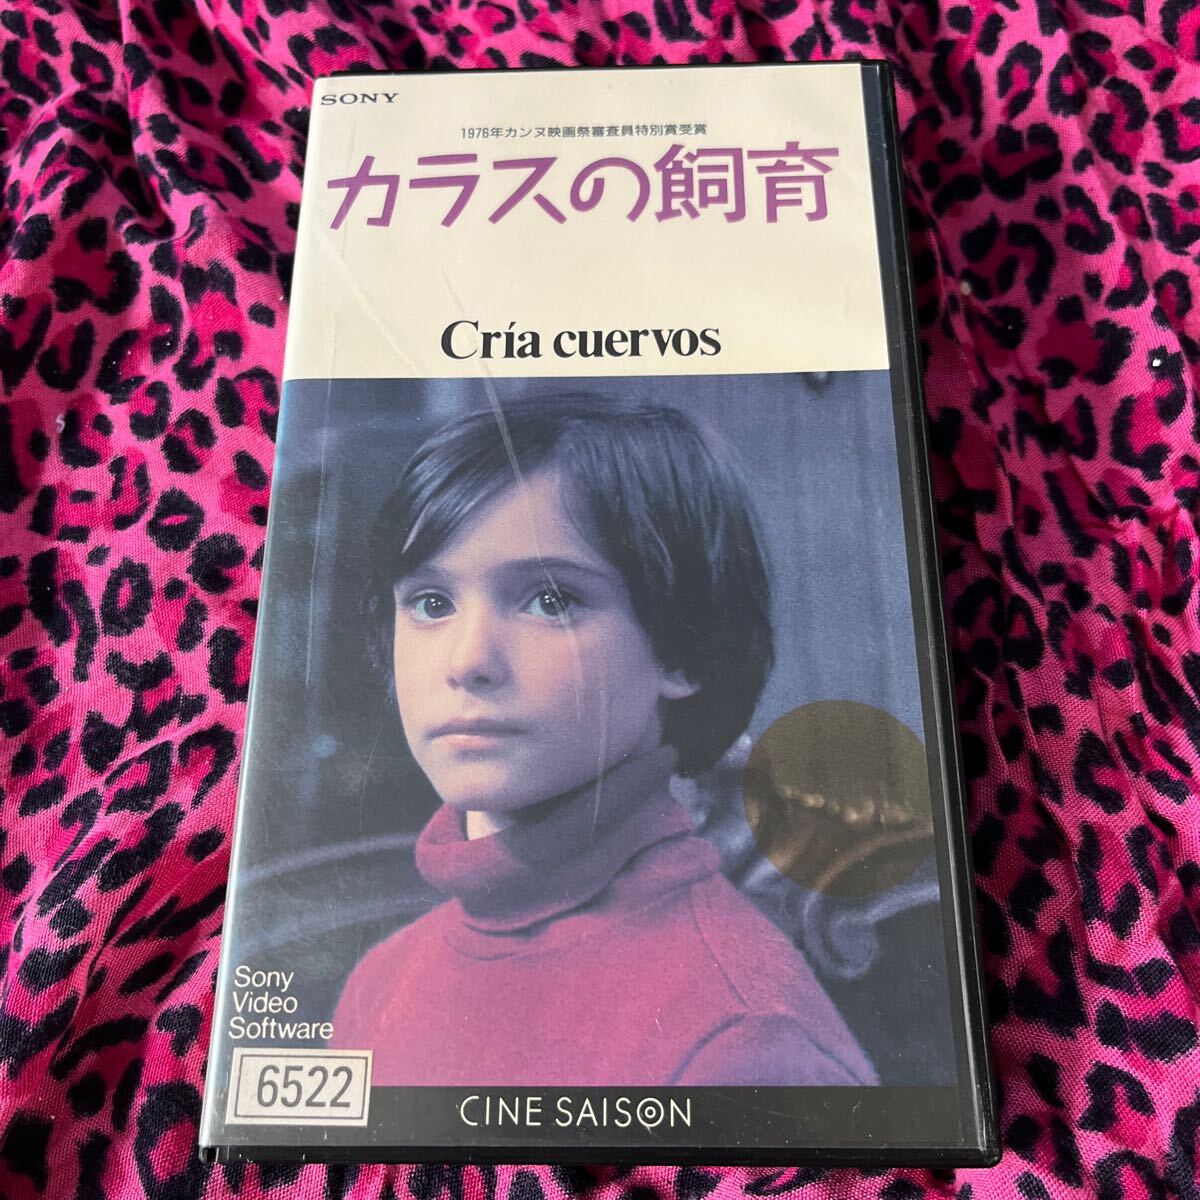 SONY
1976年カンヌ映画祭審査員特別賞受賞
カラスの飼育
Cría cuervos
Sony
Video
Software
6522
CINE SAISON